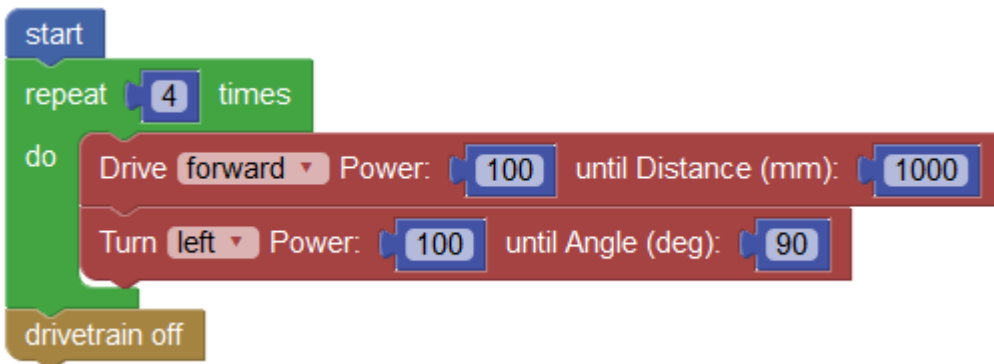 start
repeat 4 times
do Drive forward Power: 100 until Distance (mm): 1000
Turn left Power: 100 until Angle (deg): 90
drivetrain off